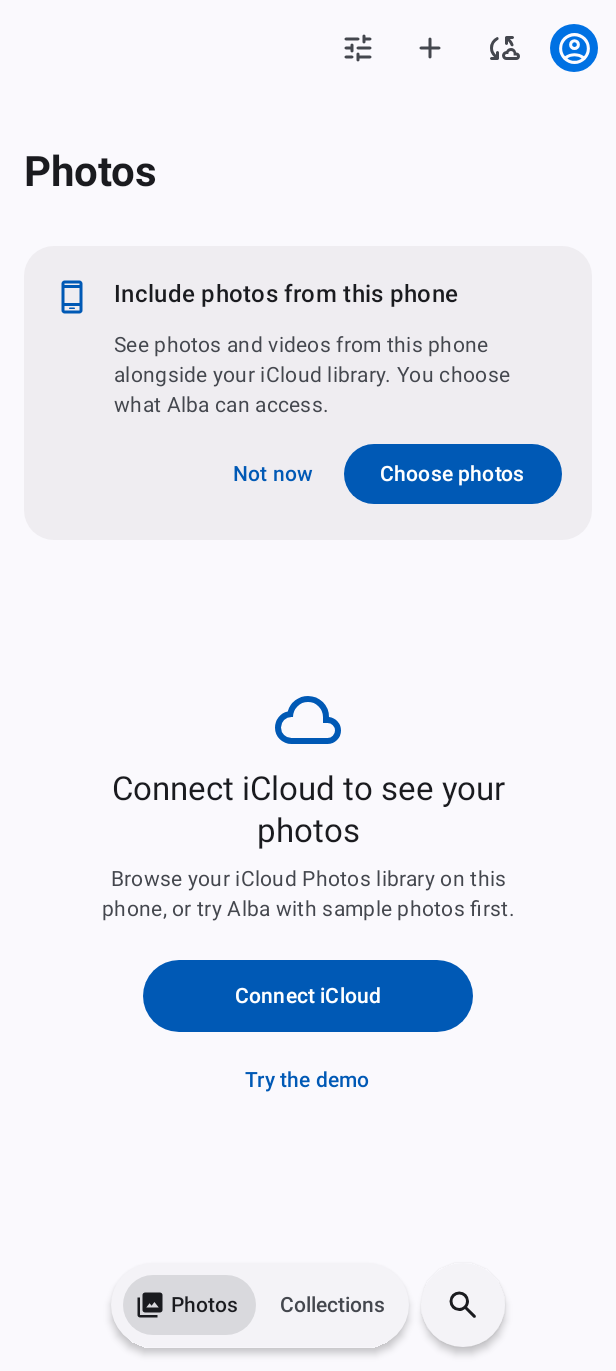 Photos
Include photos from this phone
See photos and videos from this phone
alongside your iCloud library. You choose
what Alba can access.
Not now
Choose photos
Connect iCloud to see your
photos
Browse your iCloud Photos library on this
phone, or try Alba with sample photos first.
Connect iCloud
Try the demo
Photos
Collections